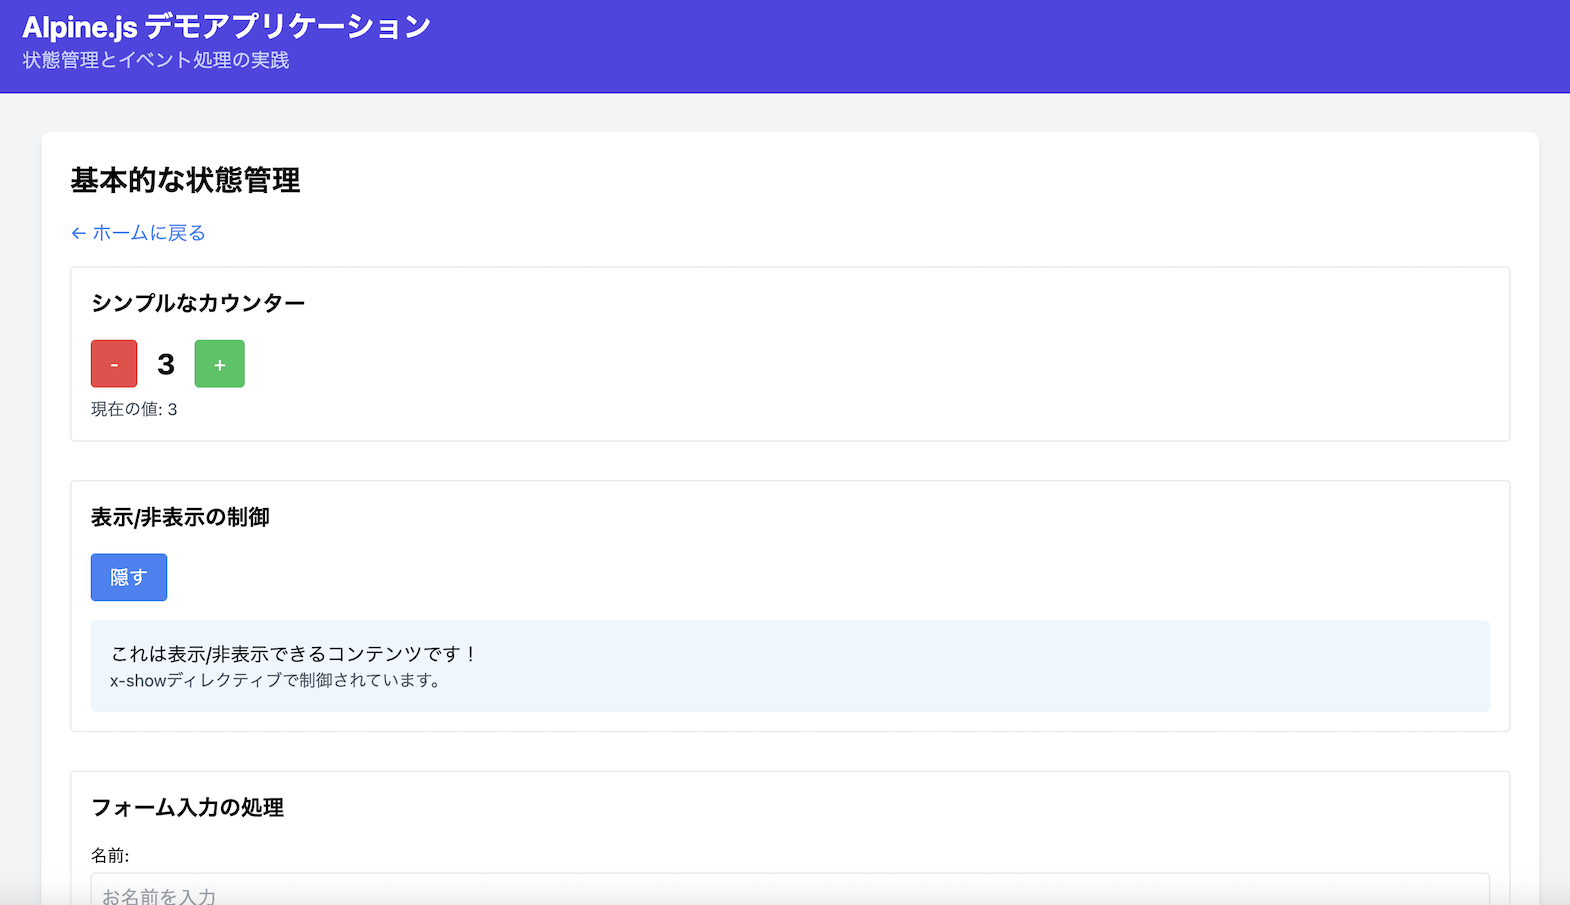 Alpine.js デモアプリケーション
状態管理とイベント処理の実践
基本的な状態管理
← ホームに戻る
シンプルなカウンター
- 3 +
現在の値: 3
表示/非表示の制御
隠す
これは表示/非表示できるコンテンツです！
x-showディレクティブで制御されています。
フォーム入力の処理
名前:
お名前を入力